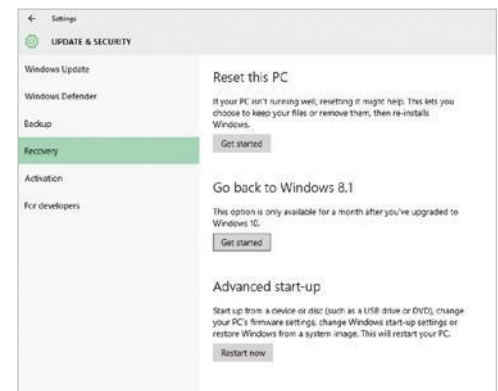 ← Settings
UPDATE & SECURITY
Windows Update
Windows Defender
Backup
Recovery
Activation
For developers
Reset this PC
If your PC isn't running well, resetting it might help. This lets you
choose to keep your files or remove them, then re-installs
Windows.
Get started
Go back to Windows 8.1
This option is only available for a month after you've upgraded to
Windows 10.
Get started
Advanced start-up
Start up from a device or disc (such as a USB drive or DVD), change
your PC's firmware settings, change Windows start-up settings or
restore Windows from a system image. This will restart your PC.
Restart now